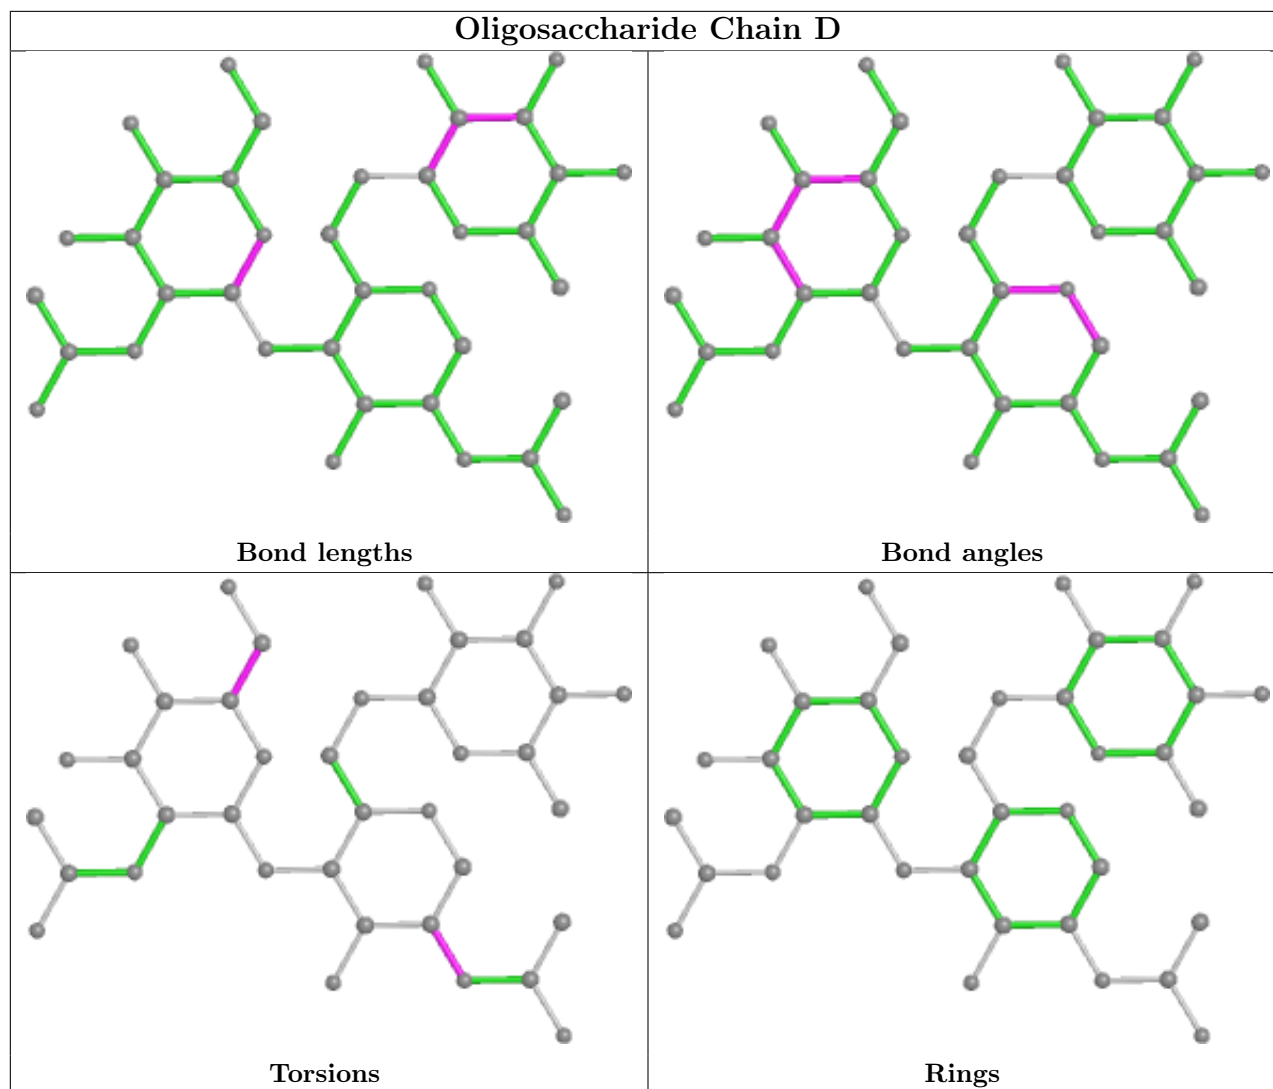 Oligosaccharide Chain D
Bond lengths
Bond angles
Torsions
Rings